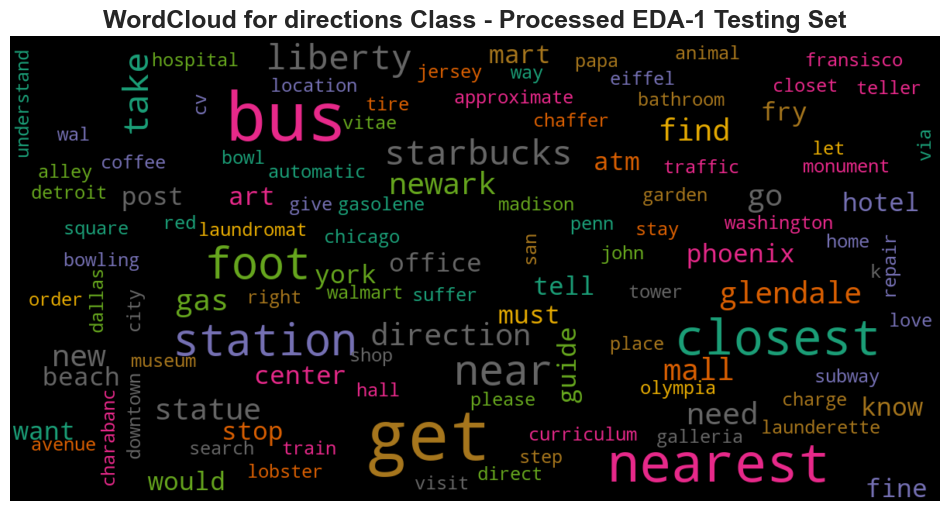 WordCloud for directions Class - Processed EDA-1 Testing Set
understand
hospital
take
liberty
mart
papa
animal
fransisco
jersey
way
eiffel
closet
teller
location
cv
tire
approximate
bathroom
fry
wal
bus
vitae
chaffer
find
let
via
coffee
bowl
starbucks
atm
traffic
monument
alley
automatic
newark
detroit
post
art
give
gasolene
madison
garden
go
hotel
square
red
laundromat
chicago
penn
stay
washington
bowling
foot
york
office
san
john
phoenix
home
repair
k
order
dallas
city
gas
right
walmart
suffer
tell
tower
glendale
station
direction
must
closest
love
new
museum
shop
guide
place
beach
center
near
mall
subway
hall
olympia
charabanc
downtown
statue
please
need
charge
know
want
avenue
stop
get
curriculum
galleria
launderette
search
train
step
would
lobster
visit
direct
nearest
fine